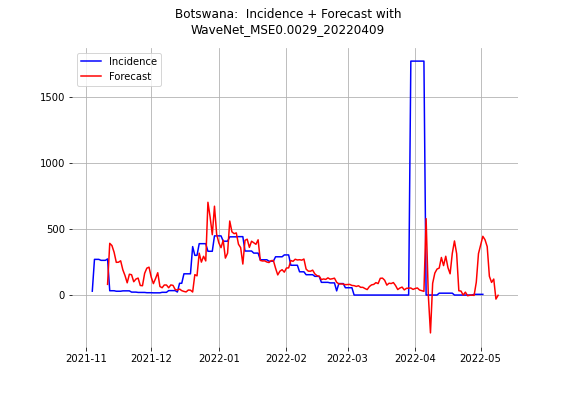 Botswana:  Incidence + Forecast with
WaveNet_MSE0.0029_20220409
Incidence
Forecast
1500
1000
500
0
2021-11
2021-12
2022-01
2022-02
2022-03
2022-04
2022-05